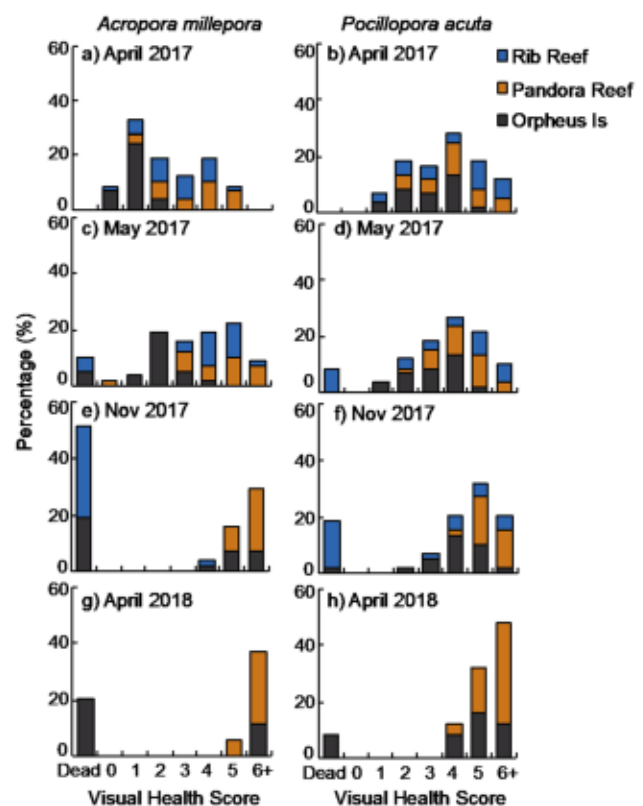 Acropora millepora
Pocillopora acuta
60
40
20
0
a) April 2017
60
40
20
0
b) April 2017
Rib Reef
Pandora Reef
Orpheus Is
60
40
20
0
c) May 2017
60
40
20
0
d) May 2017
Percentage (%)
60
40
20
0
e) Nov 2017
60
40
20
0
f) Nov 2017
60
40
20
0
g) April 2018
60
40
20
0
h) April 2018
Dead 0 1 2 3 4 5 6+
Dead 0 1 2 3 4 5 6+
Visual Health Score
Visual Health Score